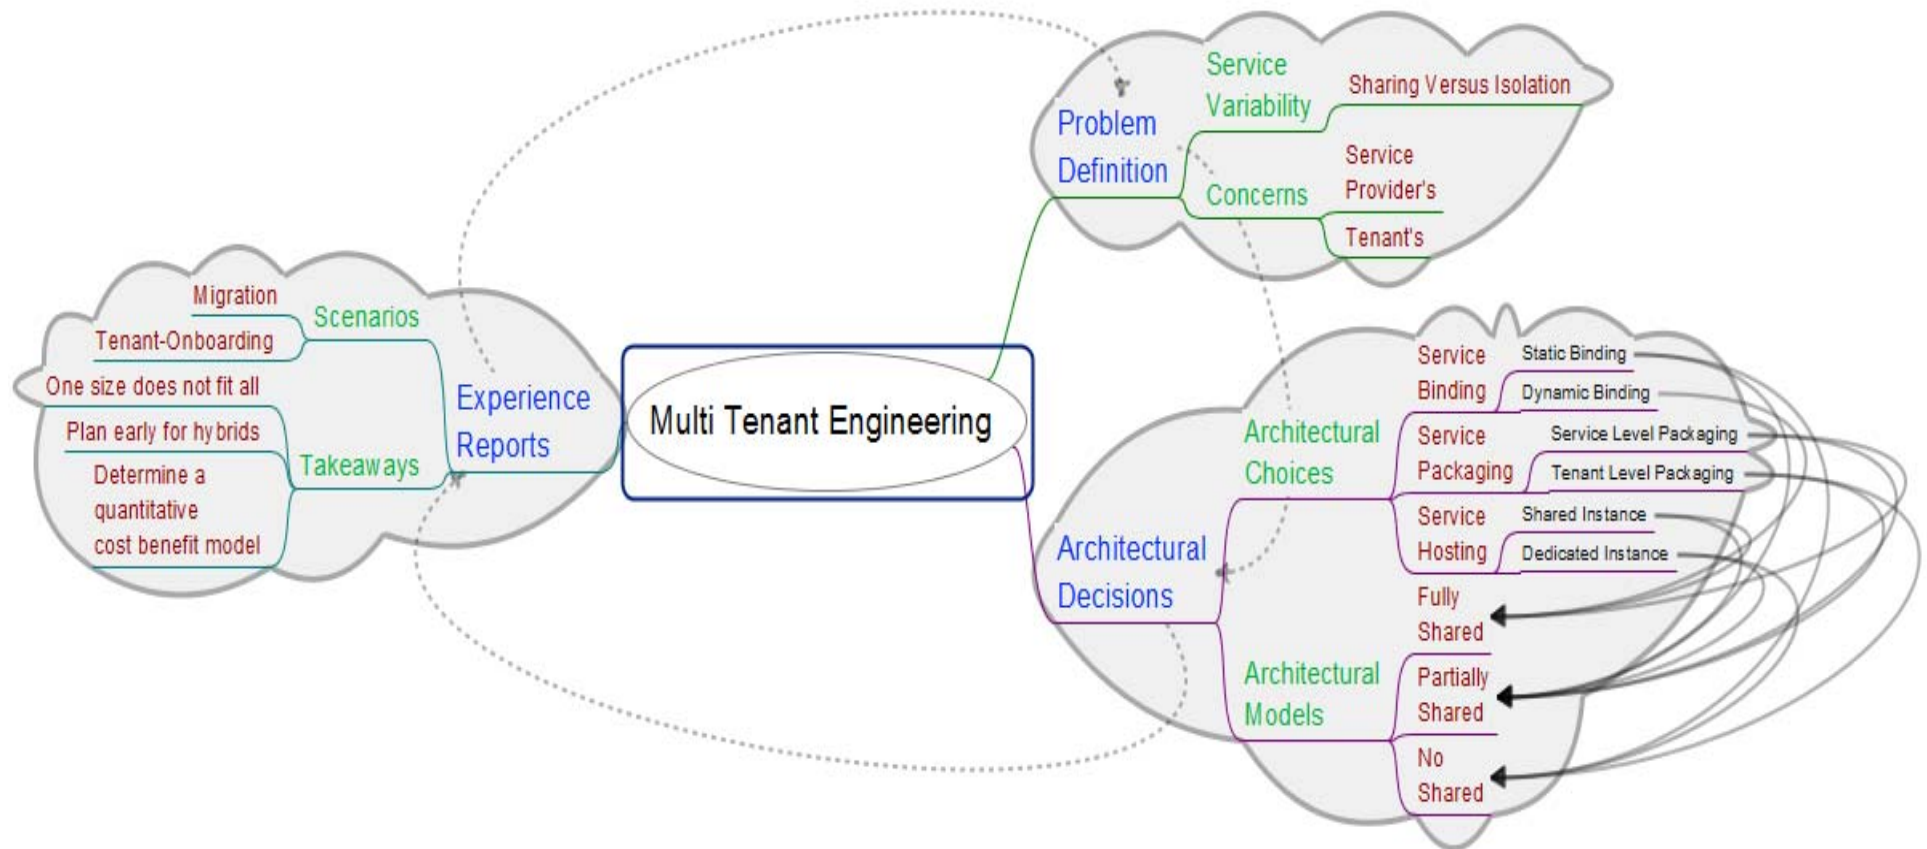 Multi Tenant Engineering
Problem
Definition
Service
Variability
Sharing Versus Isolation
Concerns
Service
Provider's
Tenant's
Architectural
Decisions
Architectural
Choices
Service
Binding
Static Binding
Dynamic Binding
Service
Packaging
Service Level Packaging
Tenant Level Packaging
Service
Hosting
Shared Instance
Dedicated Instance
Architectural
Models
Fully
Shared
Partially
Shared
No
Shared
Experience
Reports
Scenarios
Migration
Tenant-Onboarding
Takeaways
One size does not fit all
Plan early for hybrids
Determine a
quantitative
cost benefit model